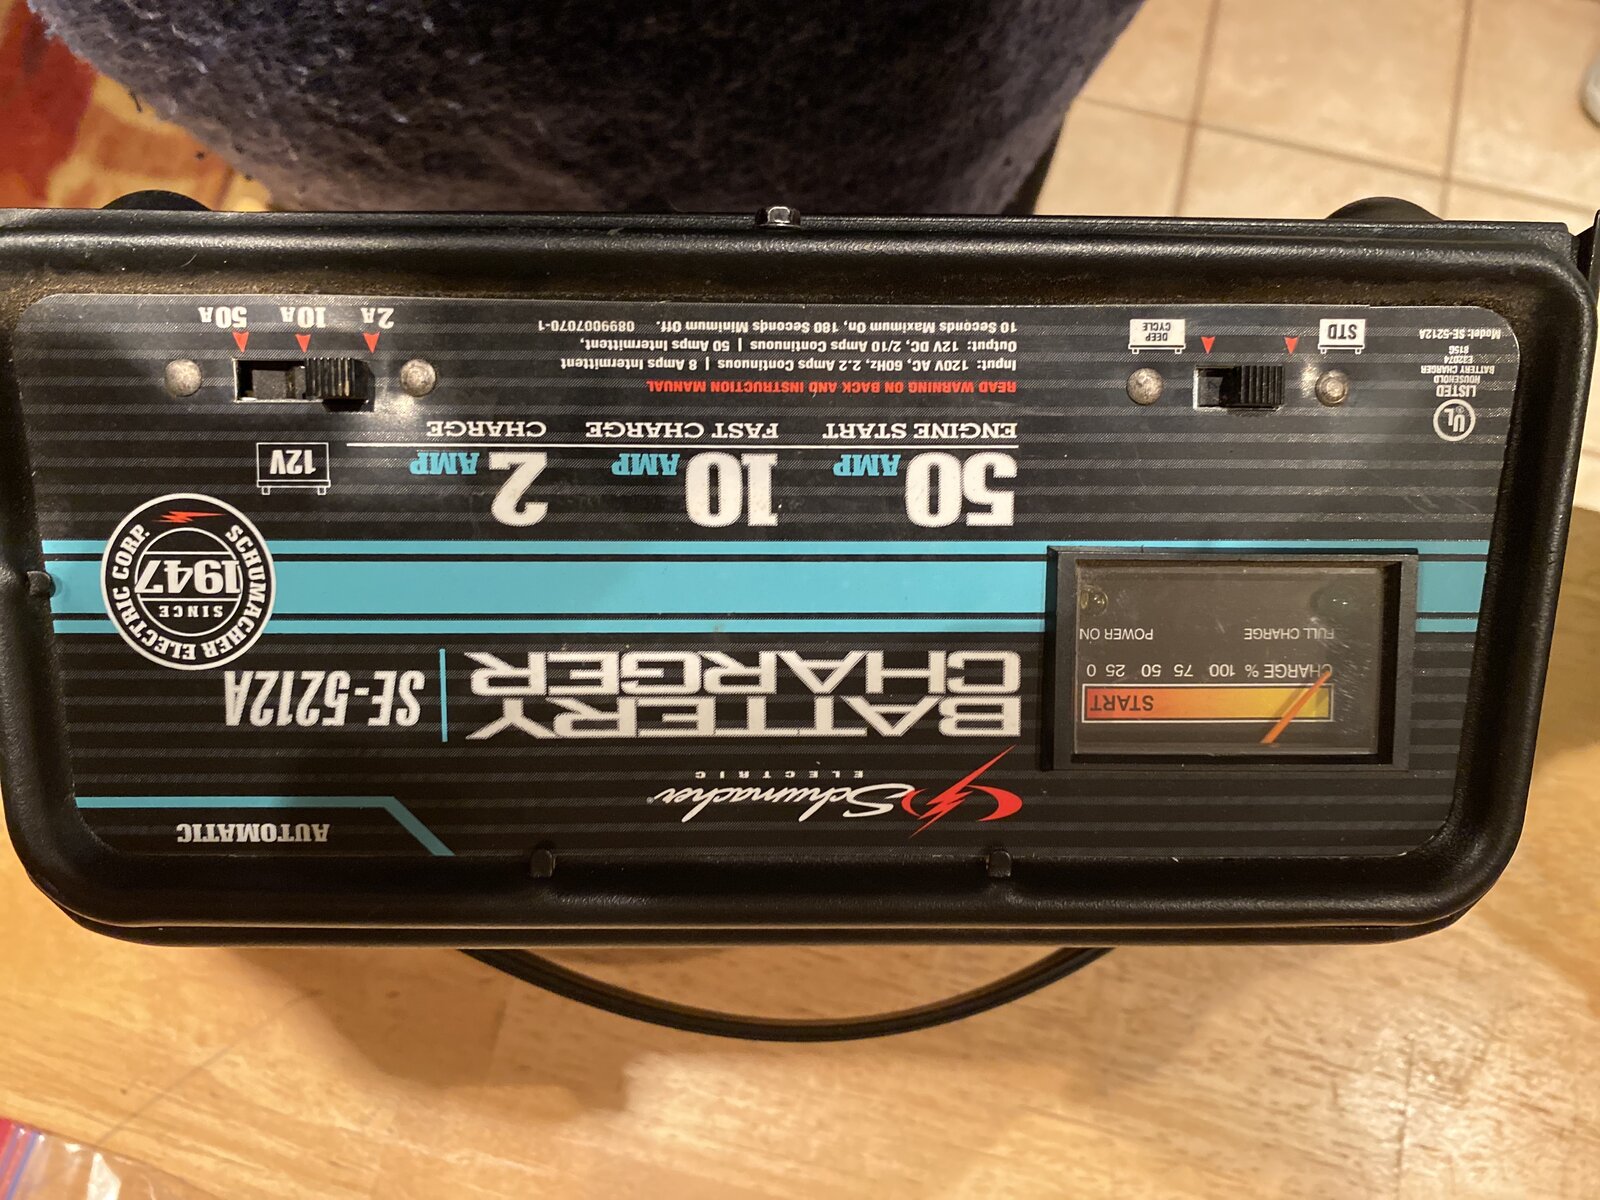 AUTOMATIC
Schumacher®
ELECTRIC
BATTERY
CHARGER
SE-5212A
START
CHARGE % 100 75 50 25 0
FULL CHARGE
POWER ON
SCHUMACHER ELECTRIC CORP.
SINCE
1947
50 AMP
ENGINE START
10 AMP
FAST CHARGE
2 AMP
CHARGE
12V
READ WARNING ON BACK AND INSTRUCTION MANUAL
Input: 120V AC, 60Hz, 2.2 Amps Continuous | 8 Amps Intermittent
Output: 12V DC, 2/10 Amps Continuous | 50 Amps Intermittent,
10 Seconds Maximum On, 180 Seconds Minimum Off. 0899007070-1
UL
LISTED
HOUSEHOLD
BATTERY CHARGER
E32074
815G
Model: SE-5212A
STD
DEEP
CYCLE
2A
10A
50A